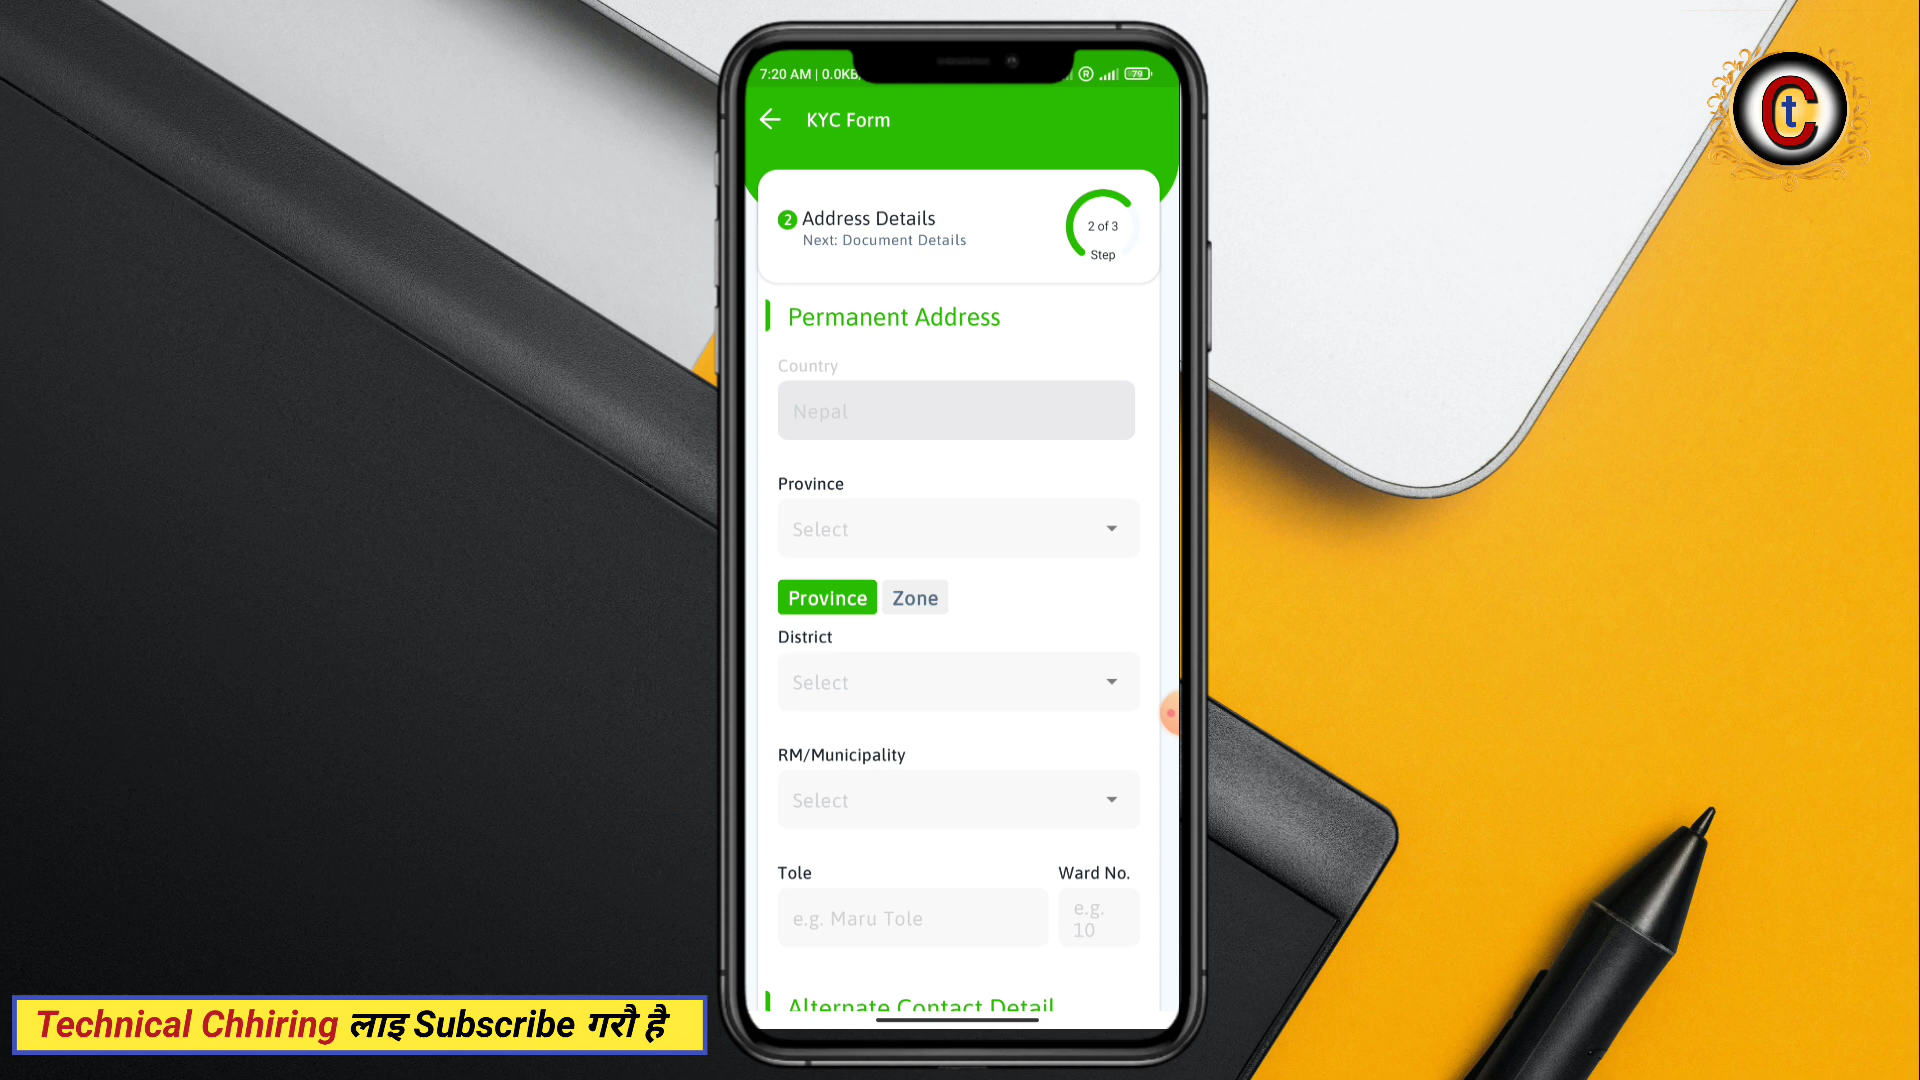 7:20 AM | 0.0KB/
R
79
KYC Form
Ct
2 Address Details
Next: Document Details
2 of 3
Step
Permanent Address
Country
Nepal
Province
Select
Province Zone
District
Select
RM/Municipality
Select
Tole
Ward No.
e.g. Maru Tole
e.g.
10
Alternate Contact Detail
Technical Chhiring लाइ Subscribe गरौ है